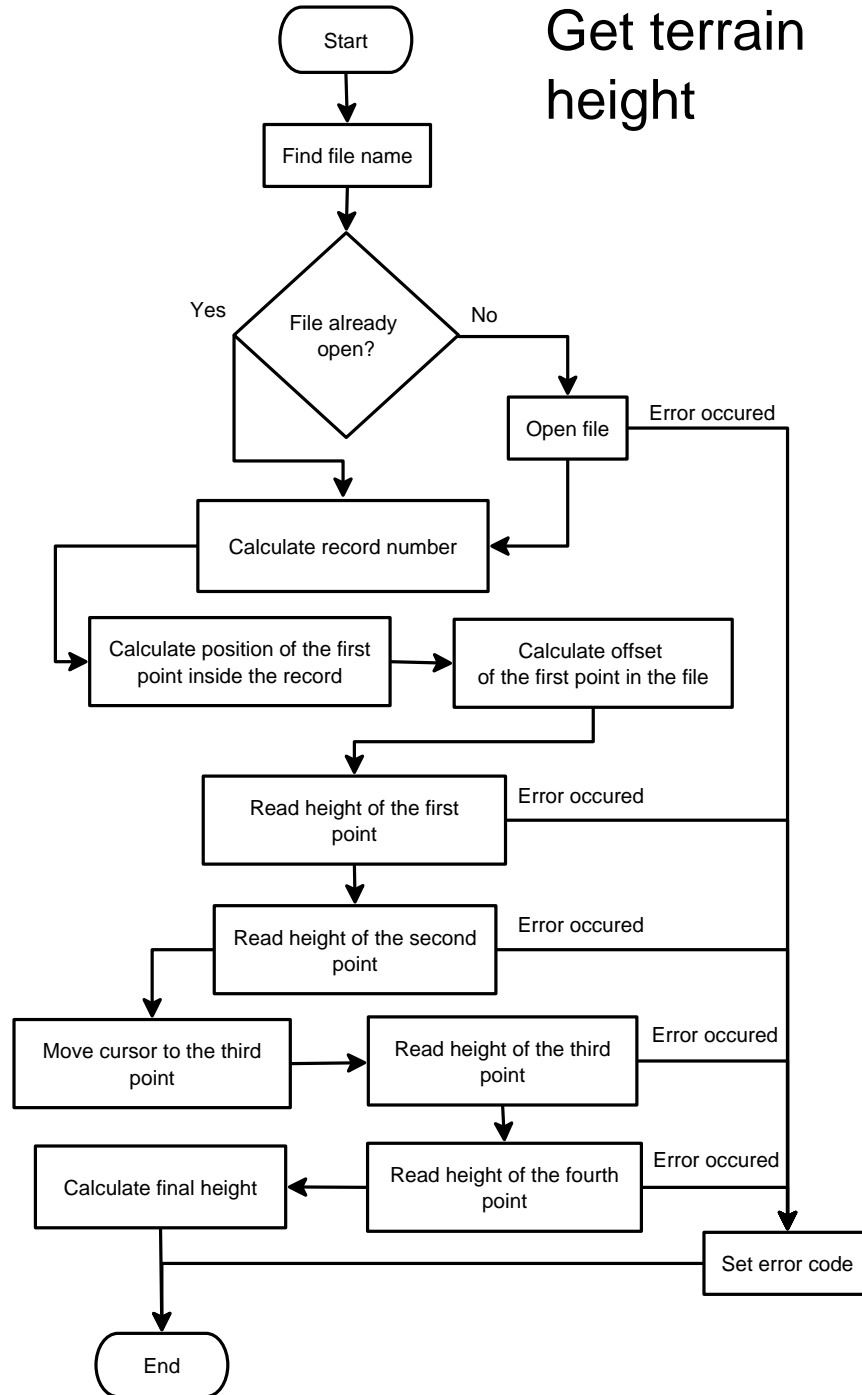 Get terrain
height
Start
Find file name
Yes
File already
open?
No
Open file
Error occured
Calculate record number
Calculate position of the first
point inside the record
Calculate offset
of the first point in the file
Read height of the first
point
Error occured
Read height of the second
point
Error occured
Move cursor to the third
point
Read height of the third
point
Error occured
Calculate final height
Read height of the fourth
point
Error occured
Set error code
End